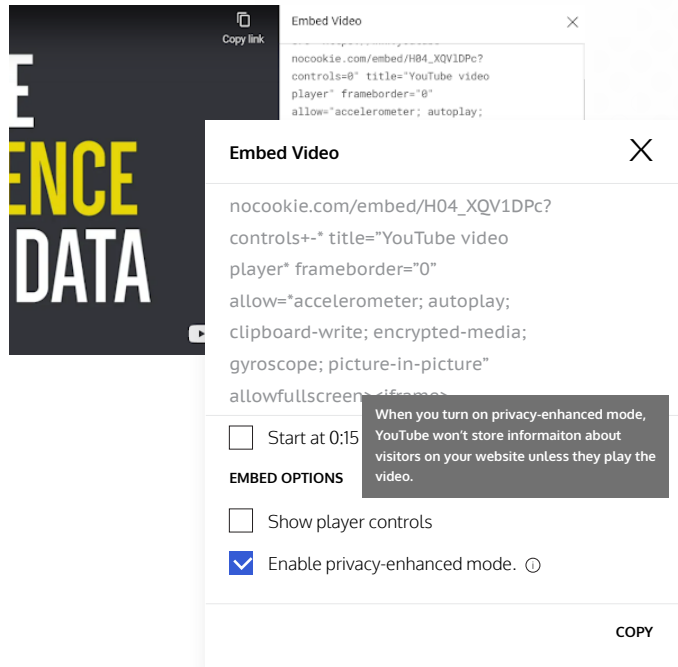 Copy link
Embed Video
nocookie.com/embed/H04_XQVlDPc?
controls=0" title="YouTube video
player" frameborder="0"
allow="accelerometer; autoplay;
E
ENCE
DATA
Embed Video
nocookie.com/embed/H04_XQV1DPc?
controls+-* title=”YouTube video
player* frameborder=”0”
allow=*accelerometer; autoplay;
clipboard-write; encrypted-media;
gyroscope; picture-in-picture”
allowfullscreen><iframe>
When you turn on privacy-enhanced mode,
YouTube won’t store informaiton about
visitors on your website unless they play the
video.
Start at 0:15
EMBED OPTIONS
Show player controls
Enable privacy-enhanced mode.
COPY